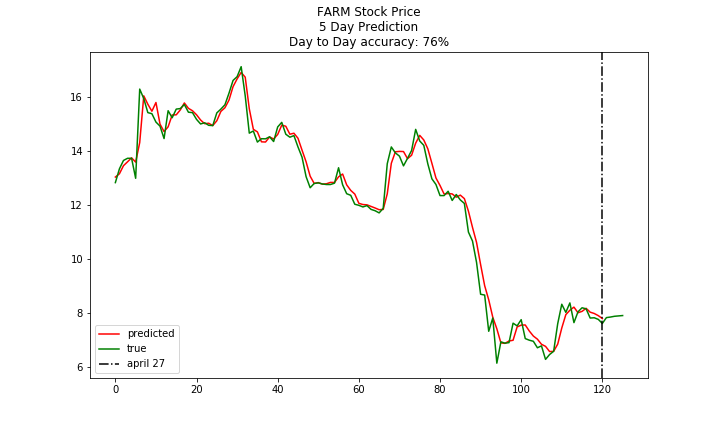 FARM Stock Price
5 Day Prediction
Day to Day accuracy: 76%
16
14
12
10
8
6
predicted
true
april 27
0 20 40 60 80 100 120